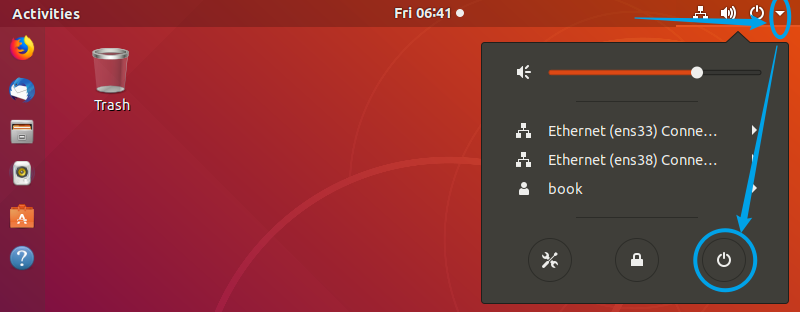 Activities
Fri 06:41
Trash
Ethernet (ens33) Conne…
Ethernet (ens38) Conne…
book